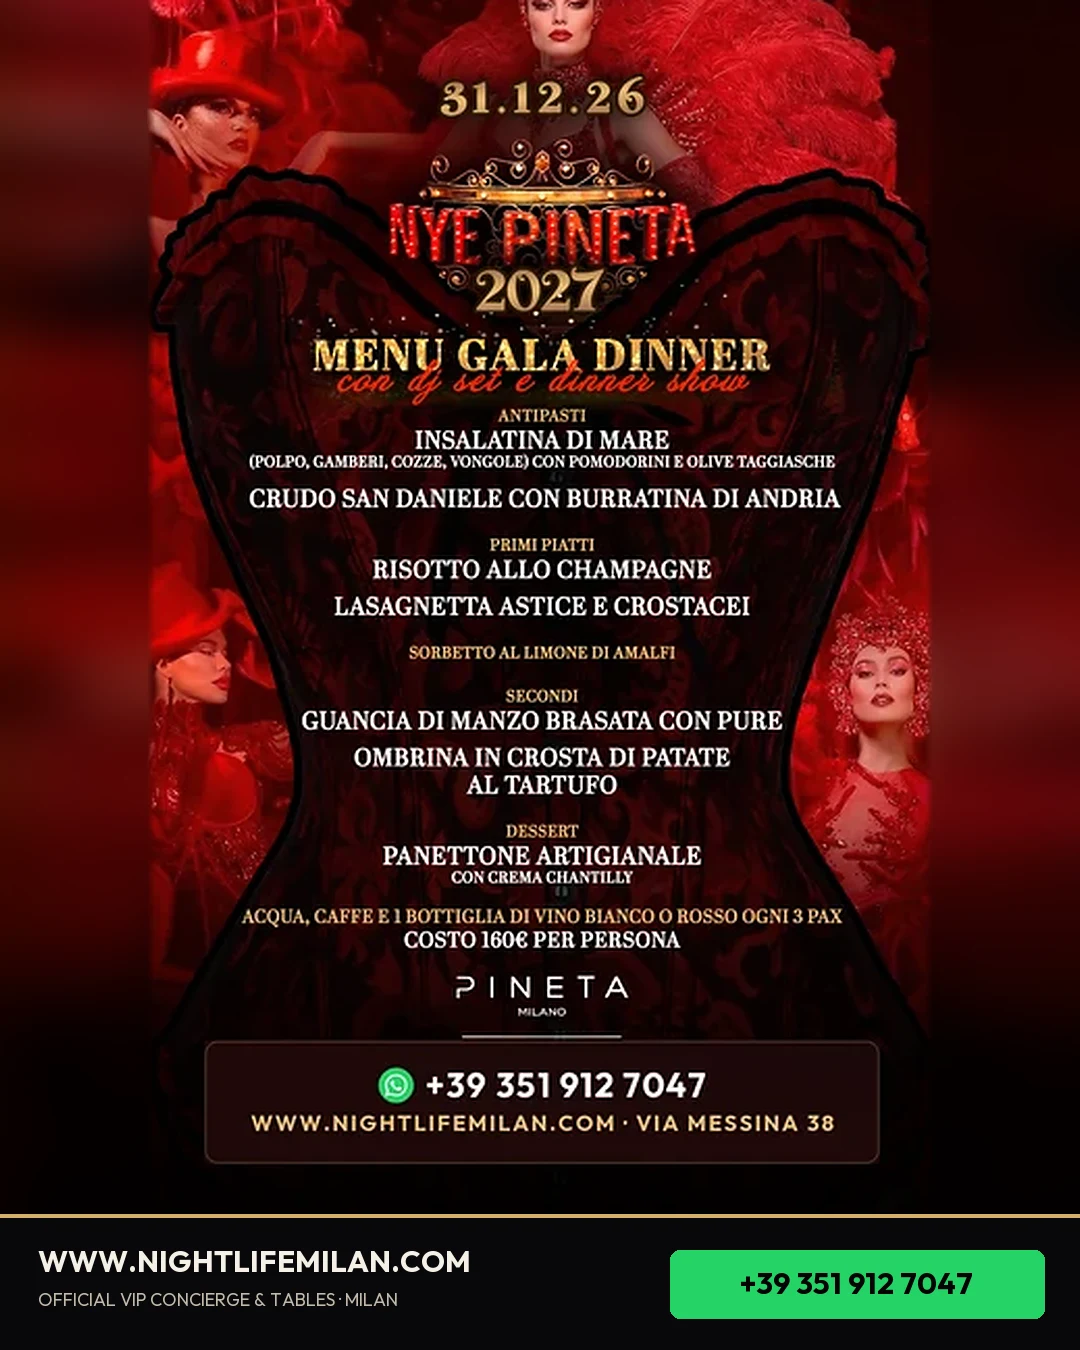 31.12.26
NYE PINETA
2027
MENU GALA DINNER
con dj set e dinner show
ANTIPASTI
INSALATINA DI MARE
(POLPO, GAMBERI, COZZE, VONGOLE) CON POMODORINI E OLIVE TAGGIASCHE
CRUDO SAN DANIELE CON BURRATINA DI ANDRIA
PRIMI PIATTI
RISOTTO ALLO CHAMPAGNE
LASAGNETTA ASTICE E CROSTACEI
SORBETTO AL LIMONE DI AMALFI
SECONDI
GUANCIA DI MANZO BRASATA CON PURE
OMBRINA IN CROSTA DI PATATE
AL TARTUFO
DESSERT
PANETTONE ARTIGIANALE
CON CREMA CHANTILLY
ACQUA, CAFFE E 1 BOTTIGLIA DI VINO BIANCO O ROSSO OGNI 3 PAX
COSTO 160€ PER PERSONA
PINETA
MILANO
+39 351 912 7047
WWW.NIGHTLIFEMILAN.COM · VIA MESSINA 38
WWW.NIGHTLIFEMILAN.COM
OFFICIAL VIP CONCIERGE & TABLES · MILAN
+39 351 912 7047